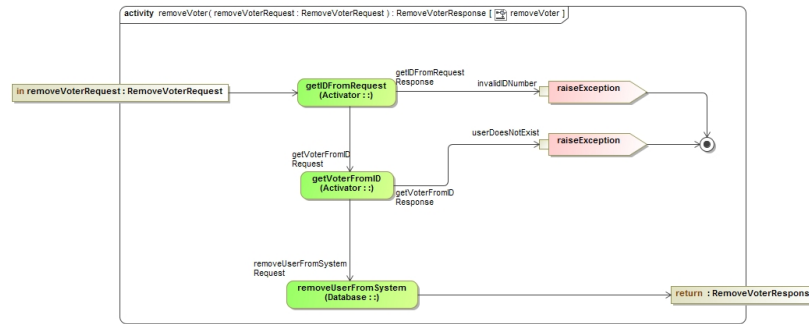 activity removeVoter( removeVoterRequest : RemoveVoterRequest ) : RemoveVoterResponse [ removeVoter ]
getIDFromRequest
Response
invalidIDNumber
raiseException
in removeVoterRequest : RemoveVoterRequest
getIDFromRequest
(Activator : :)
userDoesNotExist
raiseException
getVoterFromID
Request
getVoterFromID
(Activator : :)
getVoterFromID
Response
removeUserFromSystem
Request
removeUserFromSystem
(Database : :)
return : RemoveVoterRespons